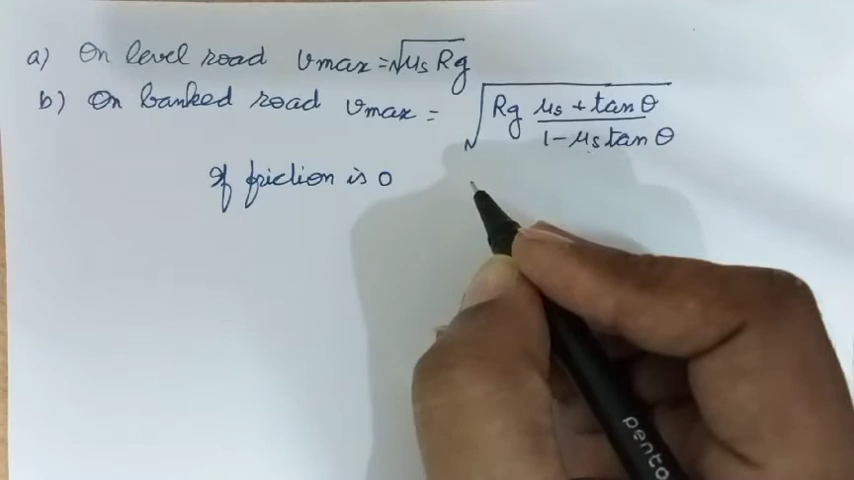 a) On level road vmax = √μs Rg
b) On banked road vmax = √Rg (μs + tan θ)/(1 - μs tan θ)
If friction is 0
pento